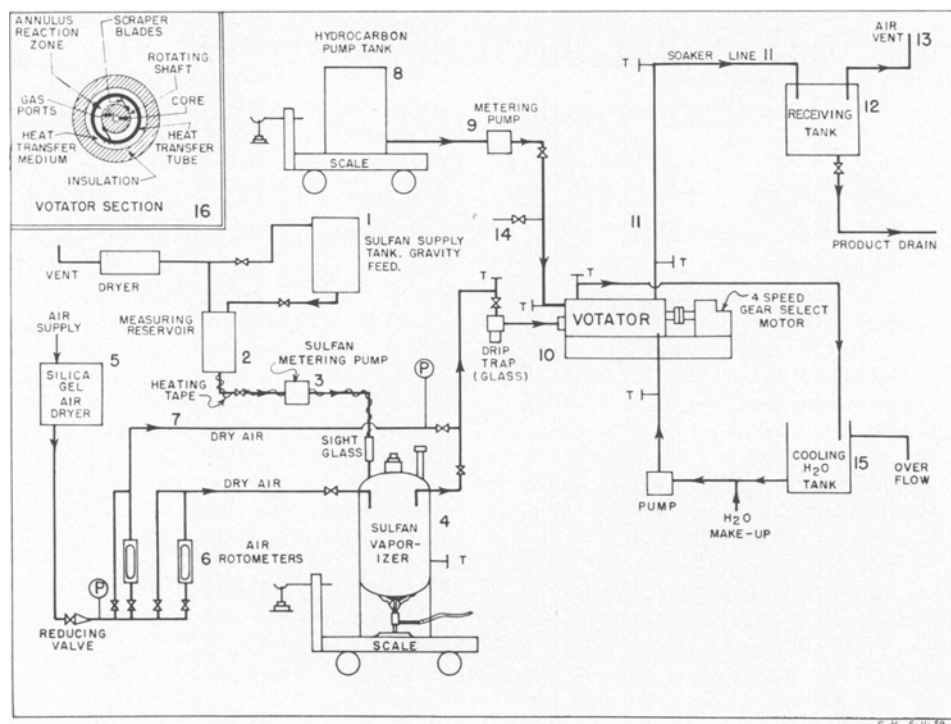 ANNULUS
REACTION
ZONE
SCRAPER
BLADES
ROTATING
SHAFT
GAS
PORTS
CORE
HEAT
TRANSFER
MEDIUM
HEAT
TRANSFER
TUBE
INSULATION
VOTATOR SECTION
16
HYDROCARBON
PUMP TANK
8
SCALE
METERING
PUMP
9
T
SOAKER LINE 11
AIR
VENT
13
12
RECEIVING
TANK
PRODUCT DRAIN
VENT
DRYER
1
SULFAN SUPPLY
TANK. GRAVITY
FEED.
14
11
T
T
T
T
VOTATOR
4 SPEED
GEAR SELECT
MOTOR
10
DRIP
TRAP
(GLASS)
MEASURING
RESERVOIR
2
AIR
SUPPLY
5
SILICA
GEL
AIR
DRYER
SULFAN
METERING PUMP
3
HEATING
TAPE
P
7
DRY AIR
SIGHT
GLASS
DRY AIR
T
4
SULFAN
VAPOR-
IZER
T
6
AIR
ROTOMETERS
P
REDUCING
VALVE
SCALE
PUMP
H2O
MAKE-UP
COOLING
H2O
TANK
15
OVER
FLOW